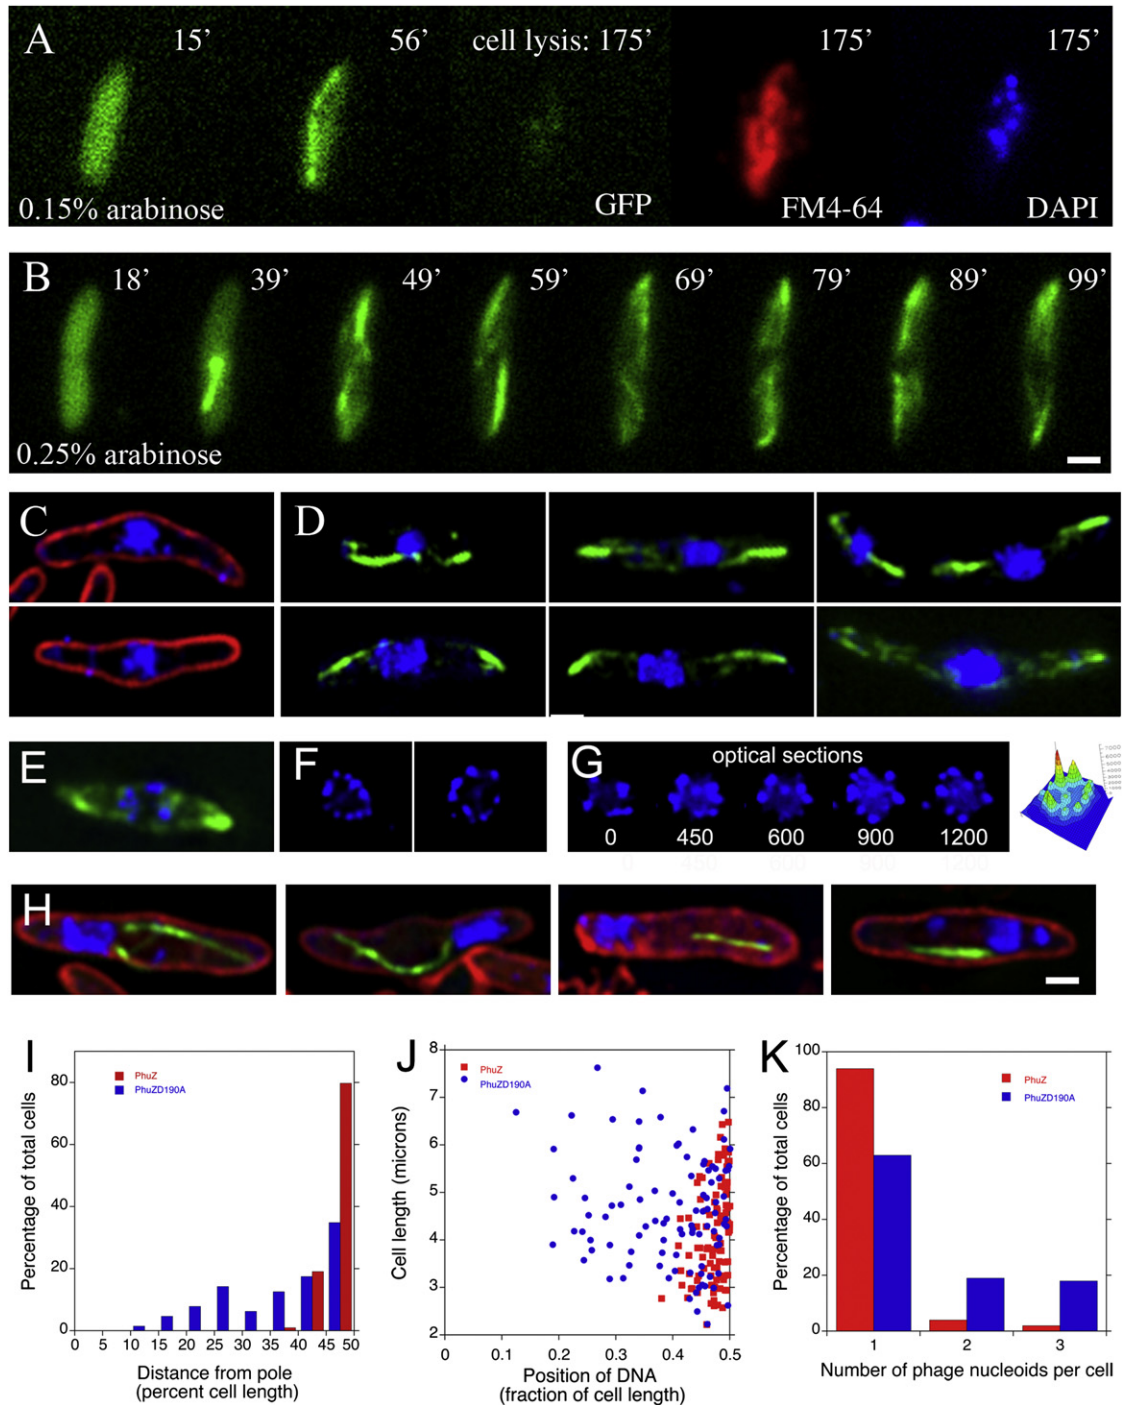 A
15’
56’
cell lysis: 175’
175’
175’
0.15% arabinose
GFP
FM4-64
DAPI
B
18’
39’
49’
59’
69’
79’
89’
99’
0.25% arabinose
C
D
E
F
G
optical sections
0
450
600
900
1200
H
I
PhuZ
PhuZD190A
Percentage of total cells
80
60
40
20
0
0 5 10 15 20 25 30 35 40 45 50
Distance from pole
(percent cell length)
J
PhuZ
PhuZD190A
Cell length (microns)
8
7
6
5
4
3
2
0 0.1 0.2 0.3 0.4 0.5
Position of DNA
(fraction of cell length)
K
PhuZ
PhuZD190A
Percentage of total cells
100
80
60
40
20
0
1 2 3
Number of phage nucleoids per cell